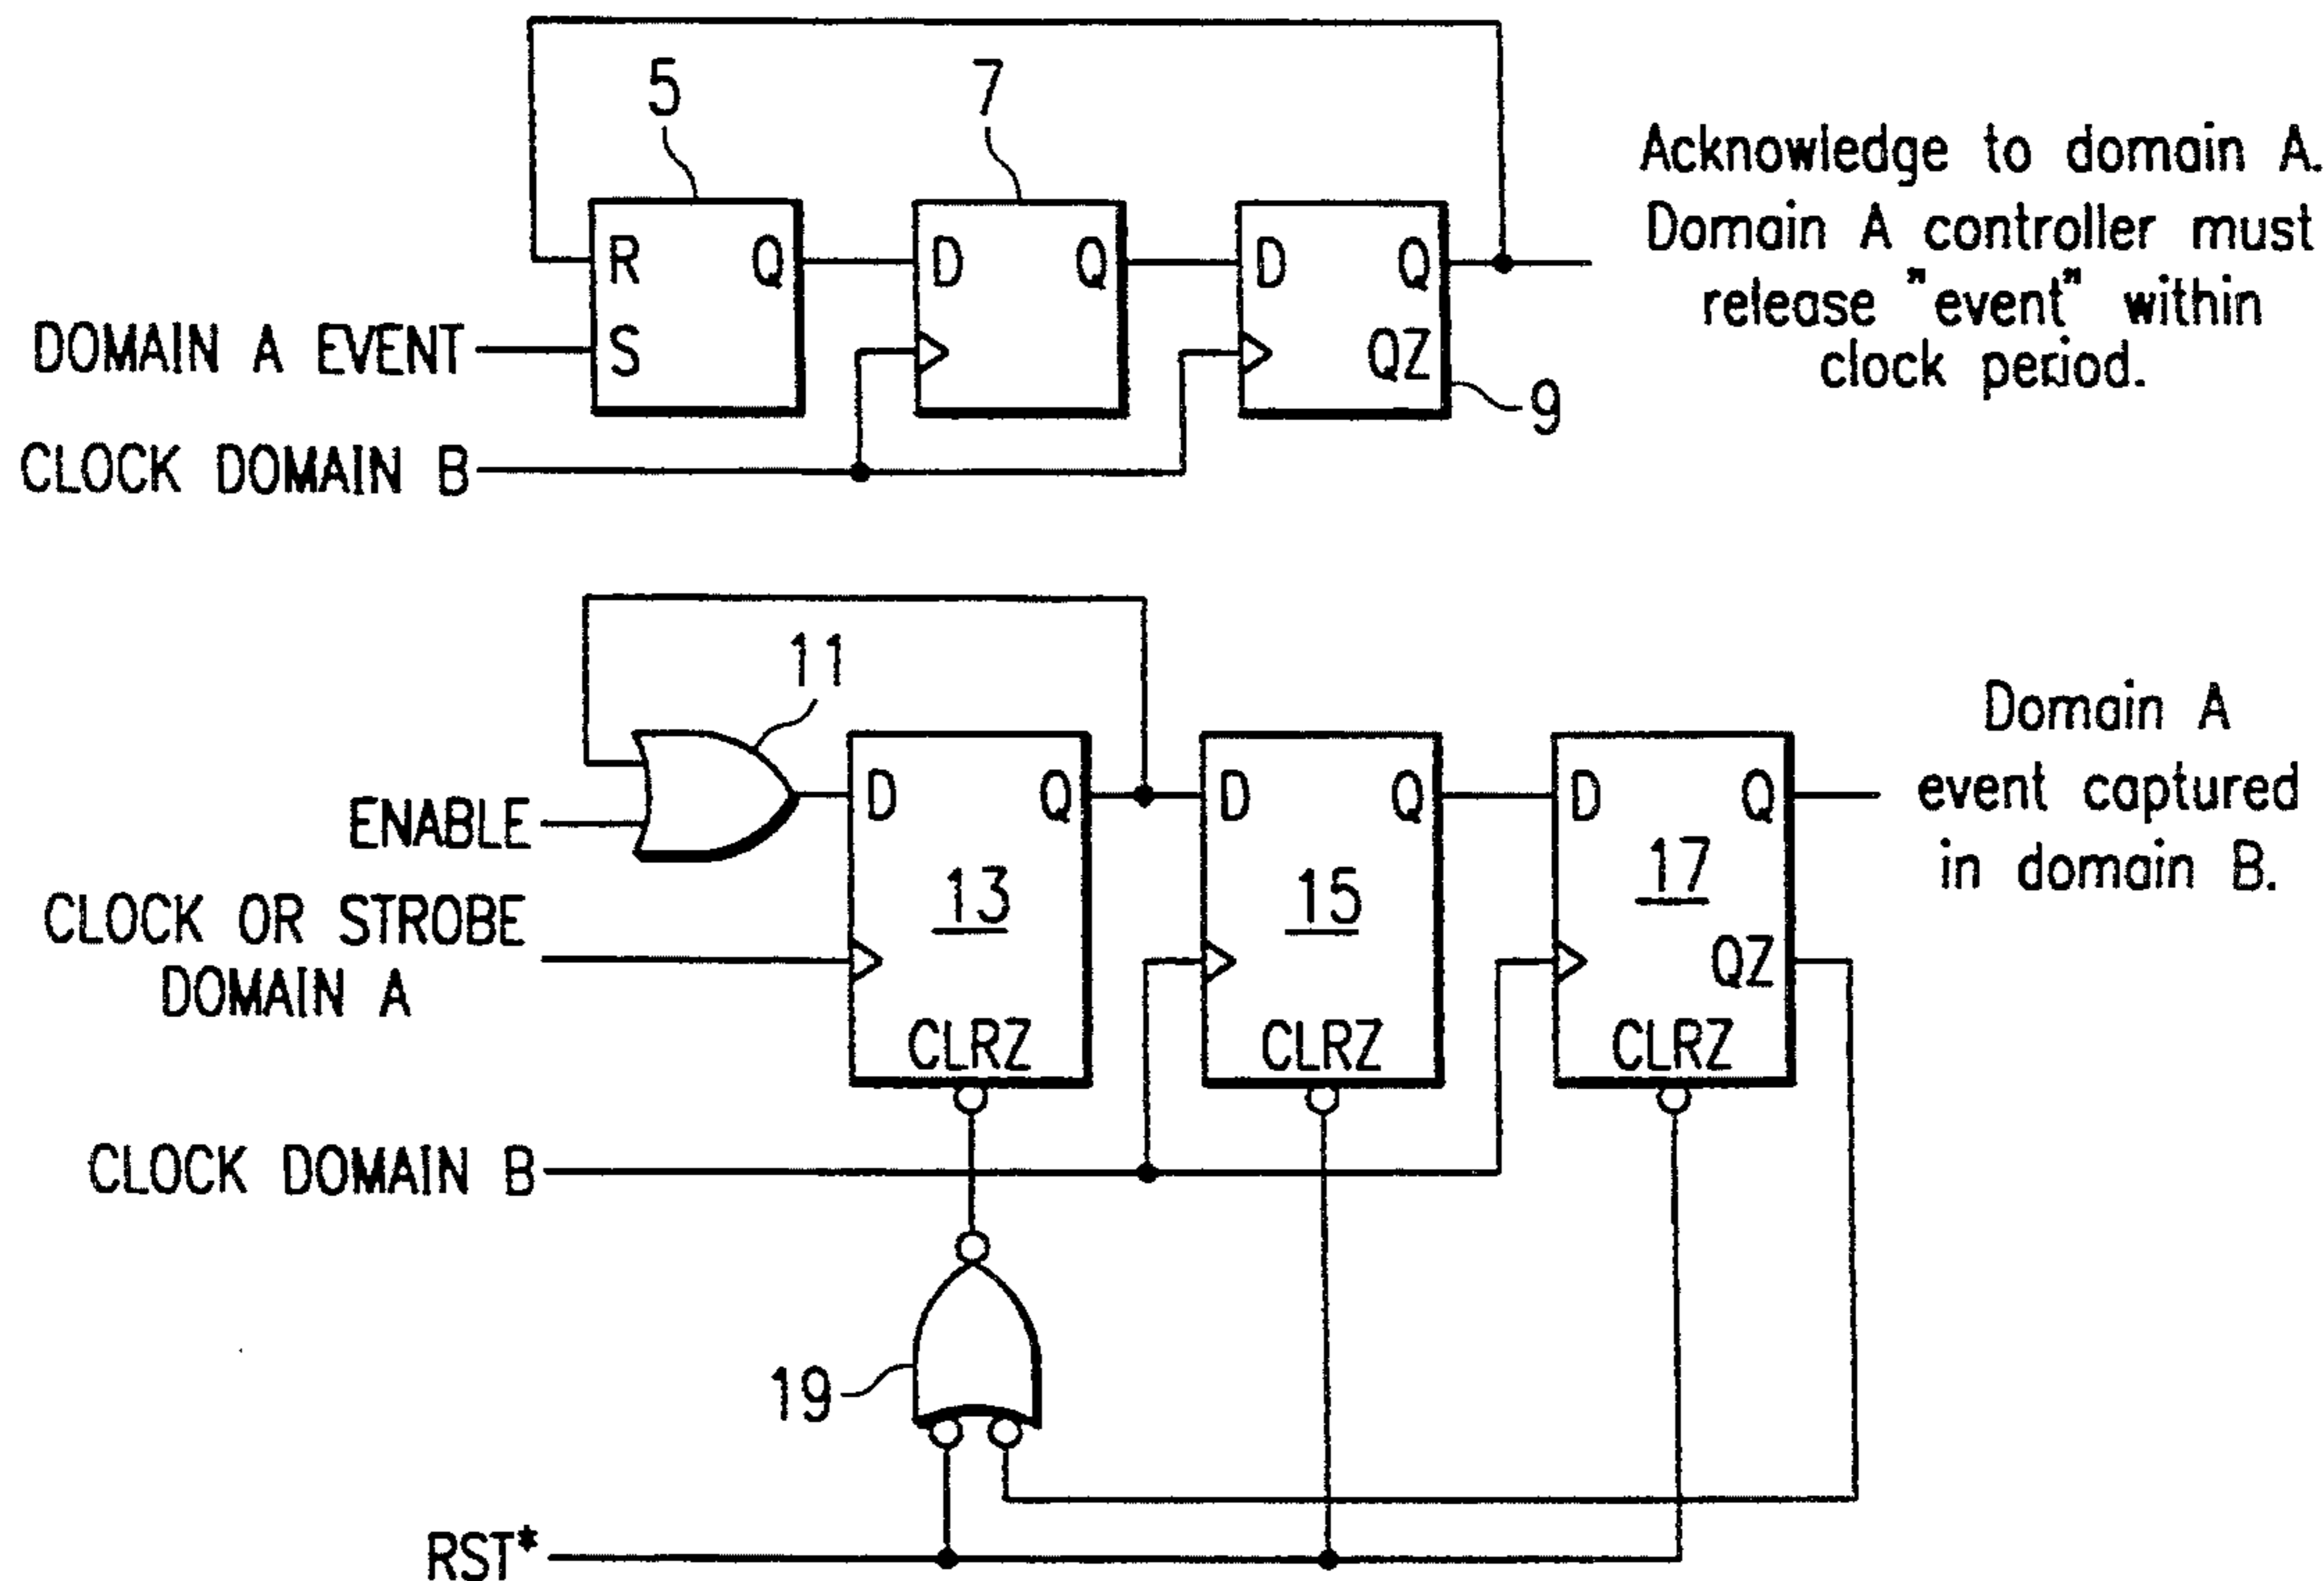 5
7
R
Q
D
Q
D
Q
S
QZ
9
DOMAIN A EVENT
CLOCK DOMAIN B
Acknowledge to domain A.
Domain A controller must
release "event" within
clock period.
11
ENABLE
CLOCK OR STROBE
DOMAIN A
CLOCK DOMAIN B
D
Q
13
CLRZ
D
Q
15
CLRZ
D
Q
17
QZ
CLRZ
Domain A
event captured
in domain B.
19
RST*